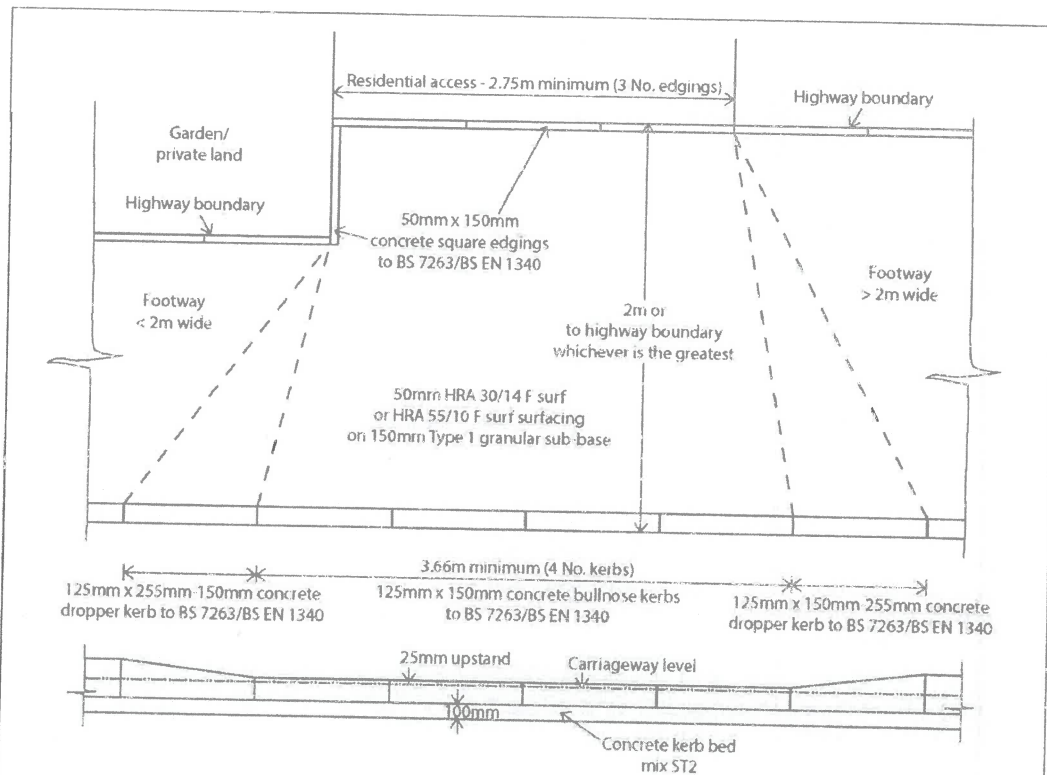 Residential access - 2.75m minimum (3 No. edgings)
Highway boundary
Garden/
private land
Highway boundary
50mm x 150mm
concrete square edgings
to BS 7263/BS EN 1340
Footway
< 2m wide
Footway
> 2m wide
2m or
to highway boundary
whichever is the greatest
50mm HRA 30/14 F surf
or HRA 55/10 F surf surfacing
on 150mm Type 1 granular sub-base
3.66m minimum (4 No. kerbs)
125mm x 255mm-150mm concrete
dropper kerb to BS 7263/BS EN 1340
125mm x 150mm concrete bullnose kerbs
to BS 7263/BS EN 1340
125mm x 150mm-255mm concrete
dropper kerb to BS 7263/BS EN 1340
25mm upstand
Carriageway level
100mm
Concrete kerb bed
mix ST2